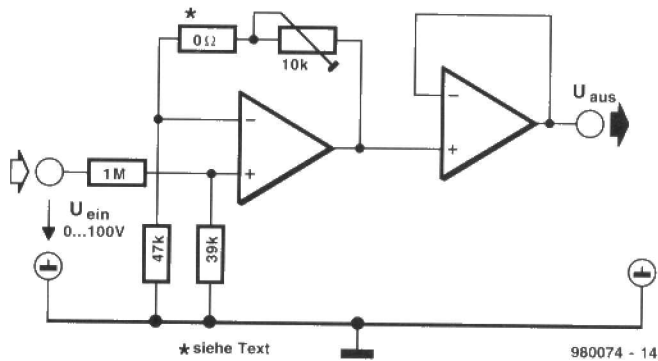 *
0Ω
10k
U aus
−
−
+
+
1M
U ein
0...100V
47k
39k
* siehe Text
980074 - 14